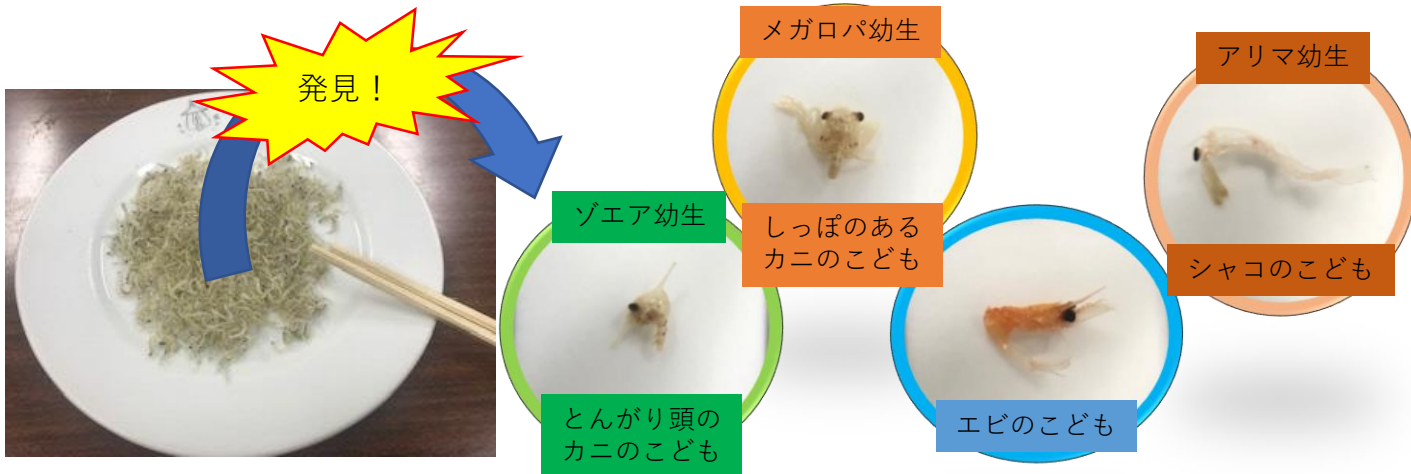 発見！
メガロパ幼生
しっぽのある
カニのこども
アリマ幼生
シャコのこども
ゾエア幼生
とんがり頭の
カニのこども
エビのこども